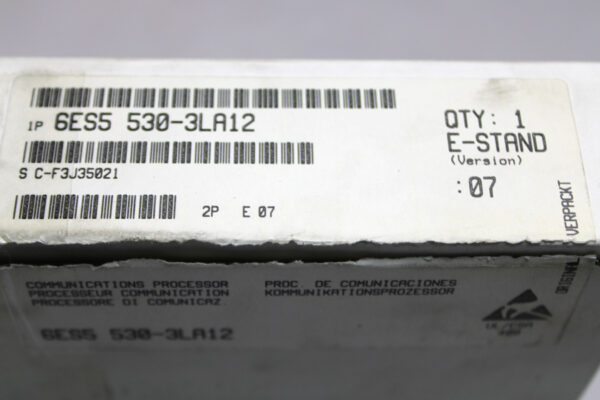 1P 6ES5 530-3LA12
S C-F3J35021
2P E 07
QTY: 1
E-STAND
(Version)
:07
VERPACKT
COMMUNICATIONS PROCESSOR
PROCESSEUR COMMUNICATION
PROCESSORE DI COMUNICAZ.
PROC. DE COMUNICACIONES
KOMMUNIKATIONSPROZESSOR
6ES5 530-3LA12